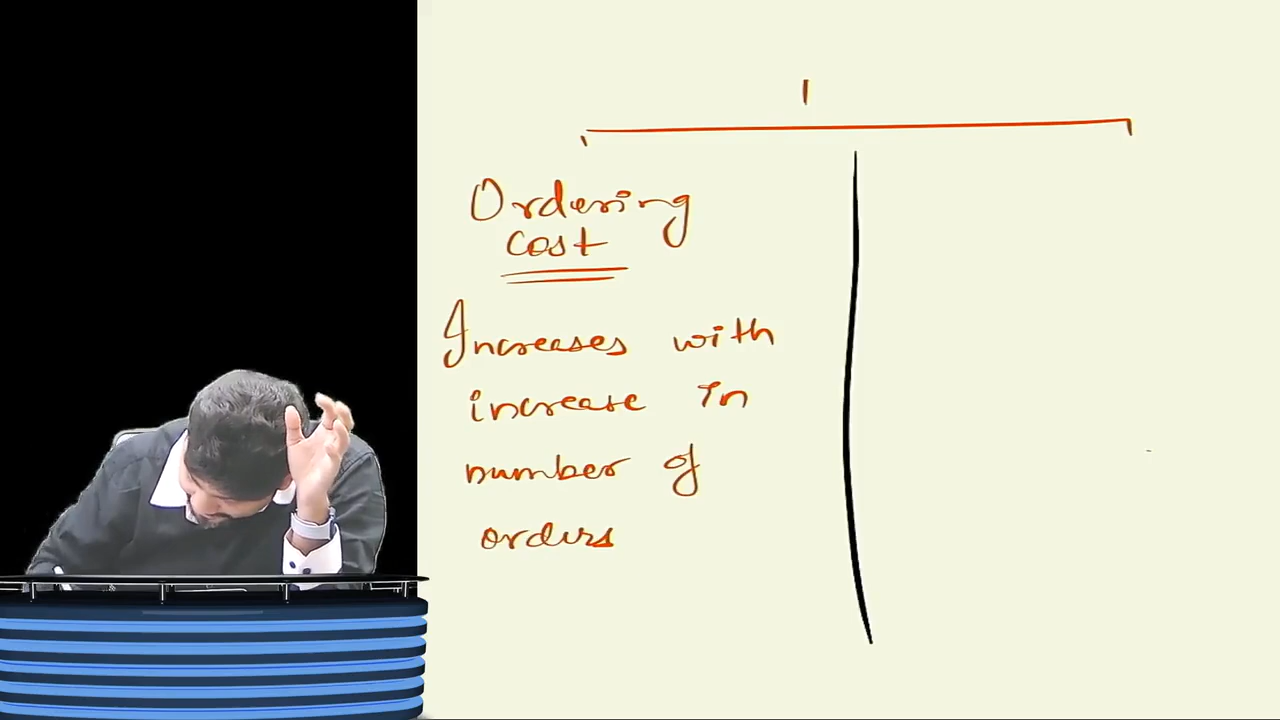 Ordering
cost
Increases with
increase in
number of
orders